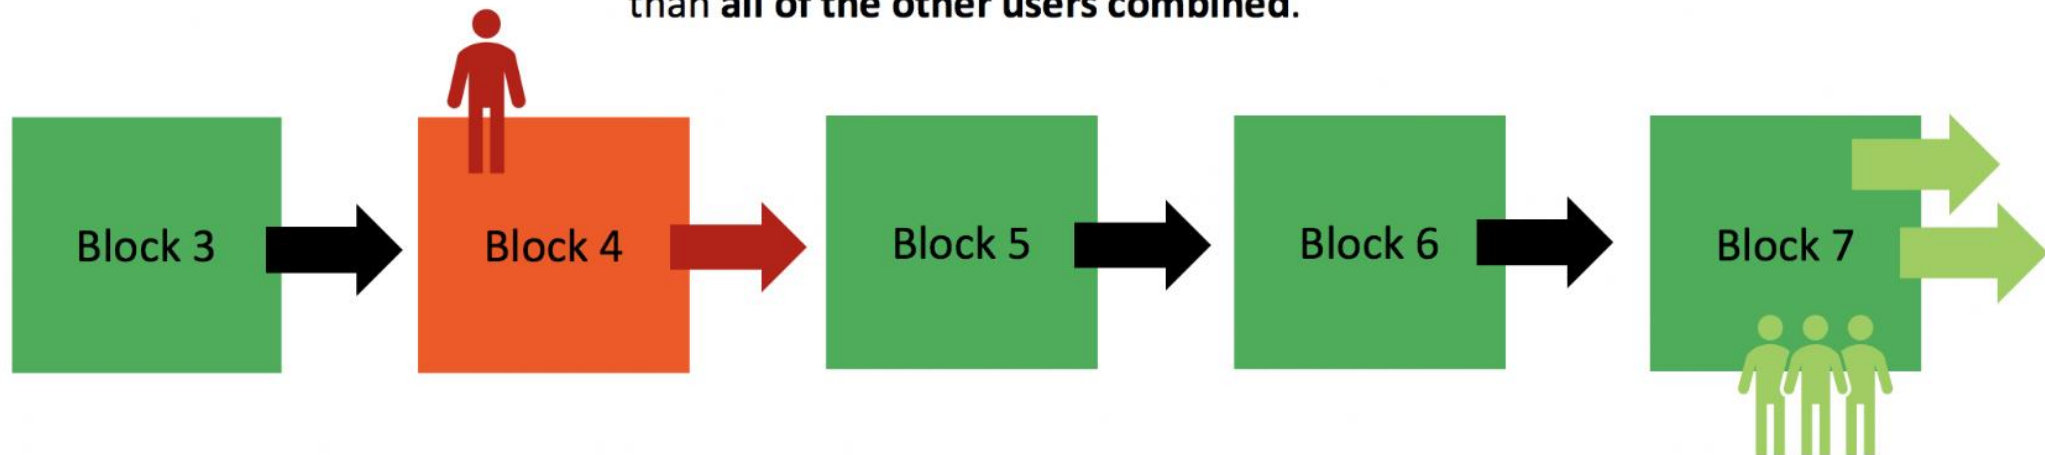 than all of the other users combined.
Block 3
Block 4
Block 5
Block 6
Block 7